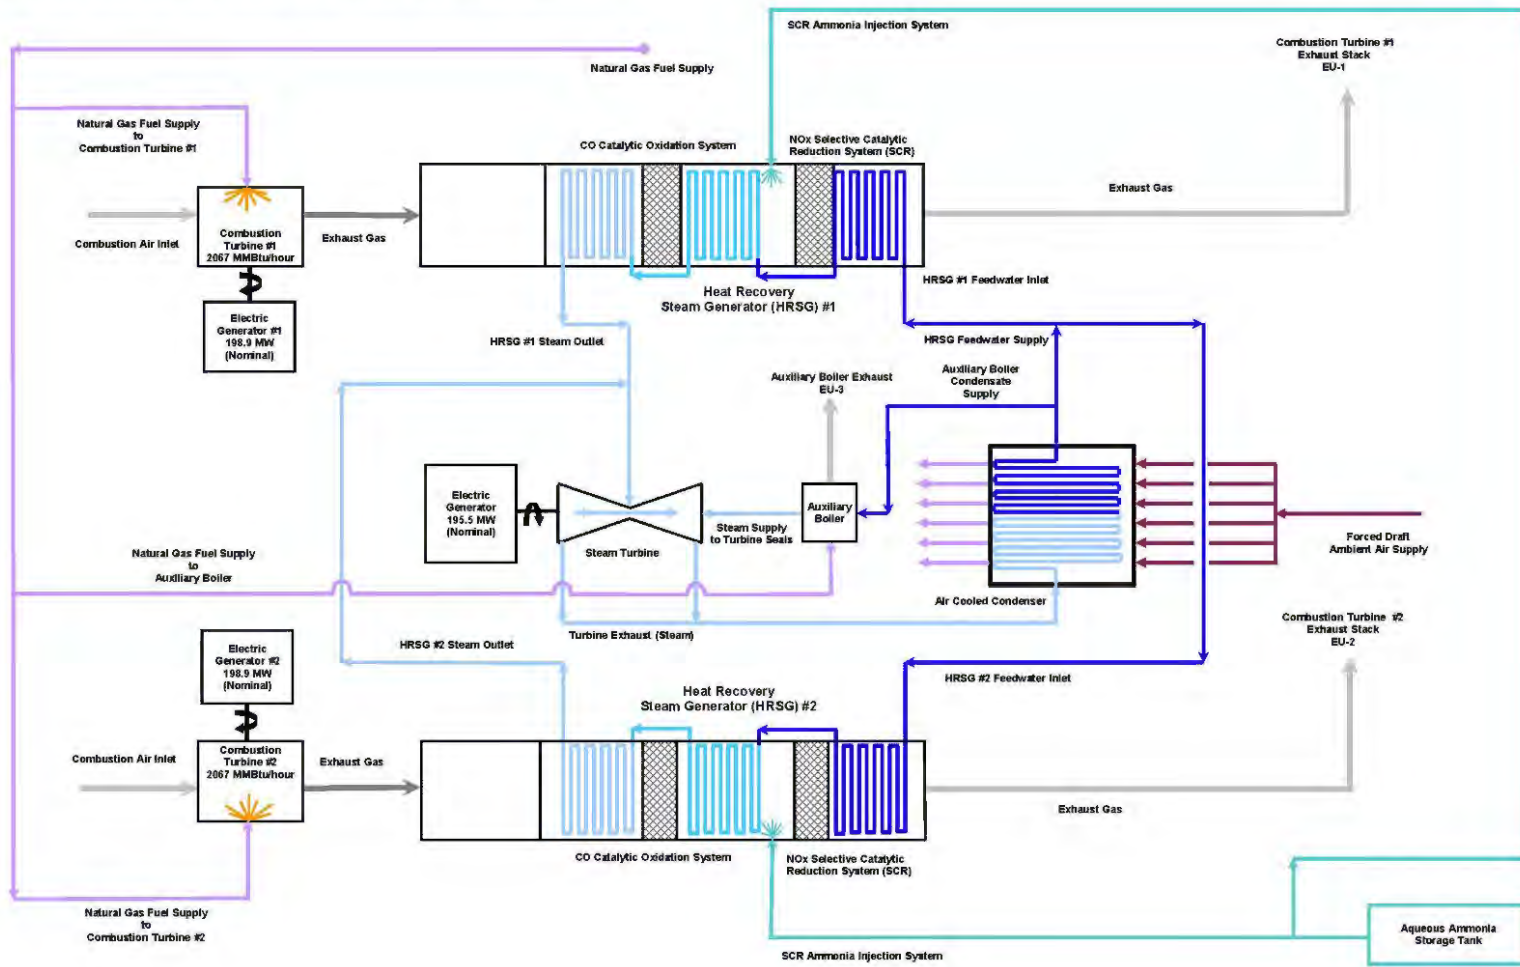 SCR Ammonia Injection System
Combustion Turbine #1
Exhaust Stack
EU-1
Natural Gas Fuel Supply
Natural Gas Fuel Supply
to
Combustion Turbine #1
CO Catalytic Oxidation System
NOx Selective Catalytic
Reduction System (SCR)
Exhaust Gas
Combustion Air Inlet
Combustion
Turbine #1
2067 MMBtu/hour
Exhaust Gas
HRSG #1 Feedwater Inlet
Heat Recovery
Steam Generator (HRSG) #1
Electric
Generator #1
198.9 MW
(Nominal)
HRSG #1 Steam Outlet
HRSG Feedwater Supply
Auxiliary Boiler Exhaust
EU-3
Auxiliary Boiler
Condensate
Supply
Electric
Generator
195.5 MW
(Nominal)
Auxiliary
Boiler
Steam Supply
to Turbine Seals
Steam Turbine
Forced Draft
Ambient Air Supply
Natural Gas Fuel Supply
to
Auxiliary Boiler
Air Cooled Condenser
Combustion Turbine #2
Exhaust Stack
EU-2
Turbine Exhaust (Steam)
HRSG #2 Steam Outlet
Electric
Generator #2
198.9 MW
(Nominal)
HRSG #2 Feedwater Inlet
Heat Recovery
Steam Generator (HRSG) #2
Combustion Air Inlet
Combustion
Turbine #2
2067 MMBtu/hour
Exhaust Gas
Exhaust Gas
CO Catalytic Oxidation System
NOx Selective Catalytic
Reduction System (SCR)
Natural Gas Fuel Supply
to
Combustion Turbine #2
Aqueous Ammonia
Storage Tank
SCR Ammonia Injection System